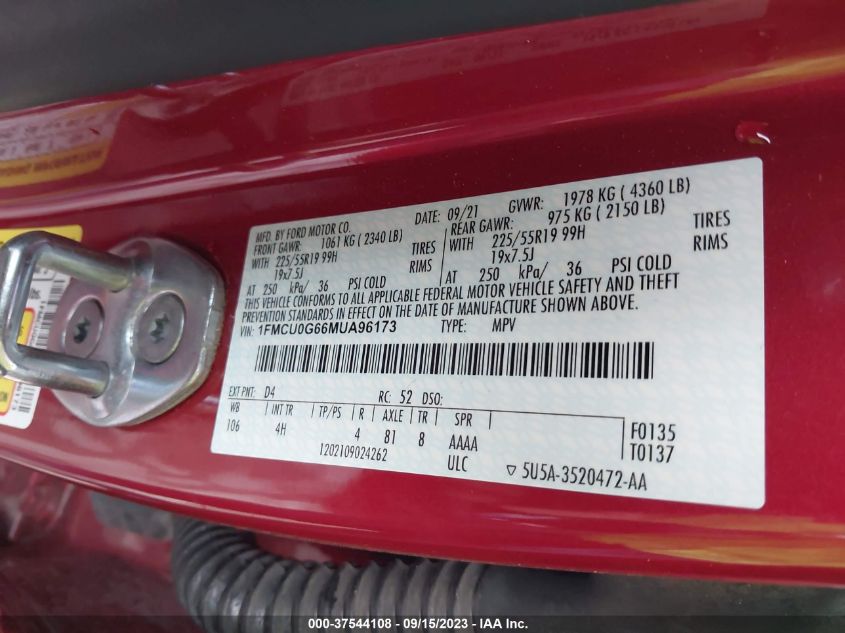 MFD. BY FORD MOTOR CO.
DATE: 09/21 GVWR: 1978 KG ( 4360 LB)
FRONT GAWR: 1061 KG ( 2340 LB) REAR GAWR: 975 KG ( 2150 LB)
WITH 225/55R19 99H TIRES WITH 225/55R19 99H TIRES
19x7.5J RIMS 19x7.5J RIMS
AT 250 kPa/ 36 PSI COLD AT 250 kPa/ 36 PSI COLD
THIS VEHICLE CONFORMS TO ALL APPLICABLE FEDERAL MOTOR VEHICLE SAFETY AND THEFT
PREVENTION STANDARDS IN EFFECT ON THE DATE OF MANUFACTURE SHOWN ABOVE.
VIN: 1FMCU0G66MUA96173 TYPE: MPV
EXT PNT: D4 RC: 52 DSO:
WB INT TR TP/PS R AXLE TR SPR
106 4H 4 81 8 AAAA
F0135
T0137
1202109024262 ULC ▽ 5U5A-3520472-AA
000-37544108 - 09/15/2023 - IAA Inc.